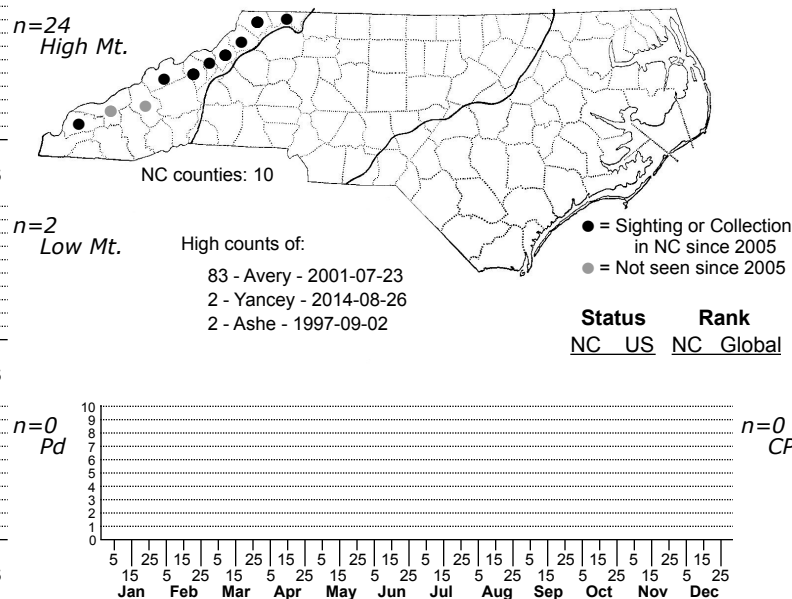 n=24
High Mt.
NC counties: 10
n=2
Low Mt.
High counts of:
83 - Avery - 2001-07-23
2 - Yancey - 2014-08-26
2 - Ashe - 1997-09-02
● = Sighting or Collection
in NC since 2005
● = Not seen since 2005
Status Rank
NC US NC Global
n=0
Pd
10
9
8
7
6
5
4
3
2
1
0
n=0
CP
5 25 15 5 25 15 5 25 15 5 25 15 5 25 15 5 25 15
15 5 25 15 5 25 15 5 25 15 5 25 15 5 25 15 5 25
Jan Feb Mar Apr May Jun Jul Aug Sep Oct Nov Dec